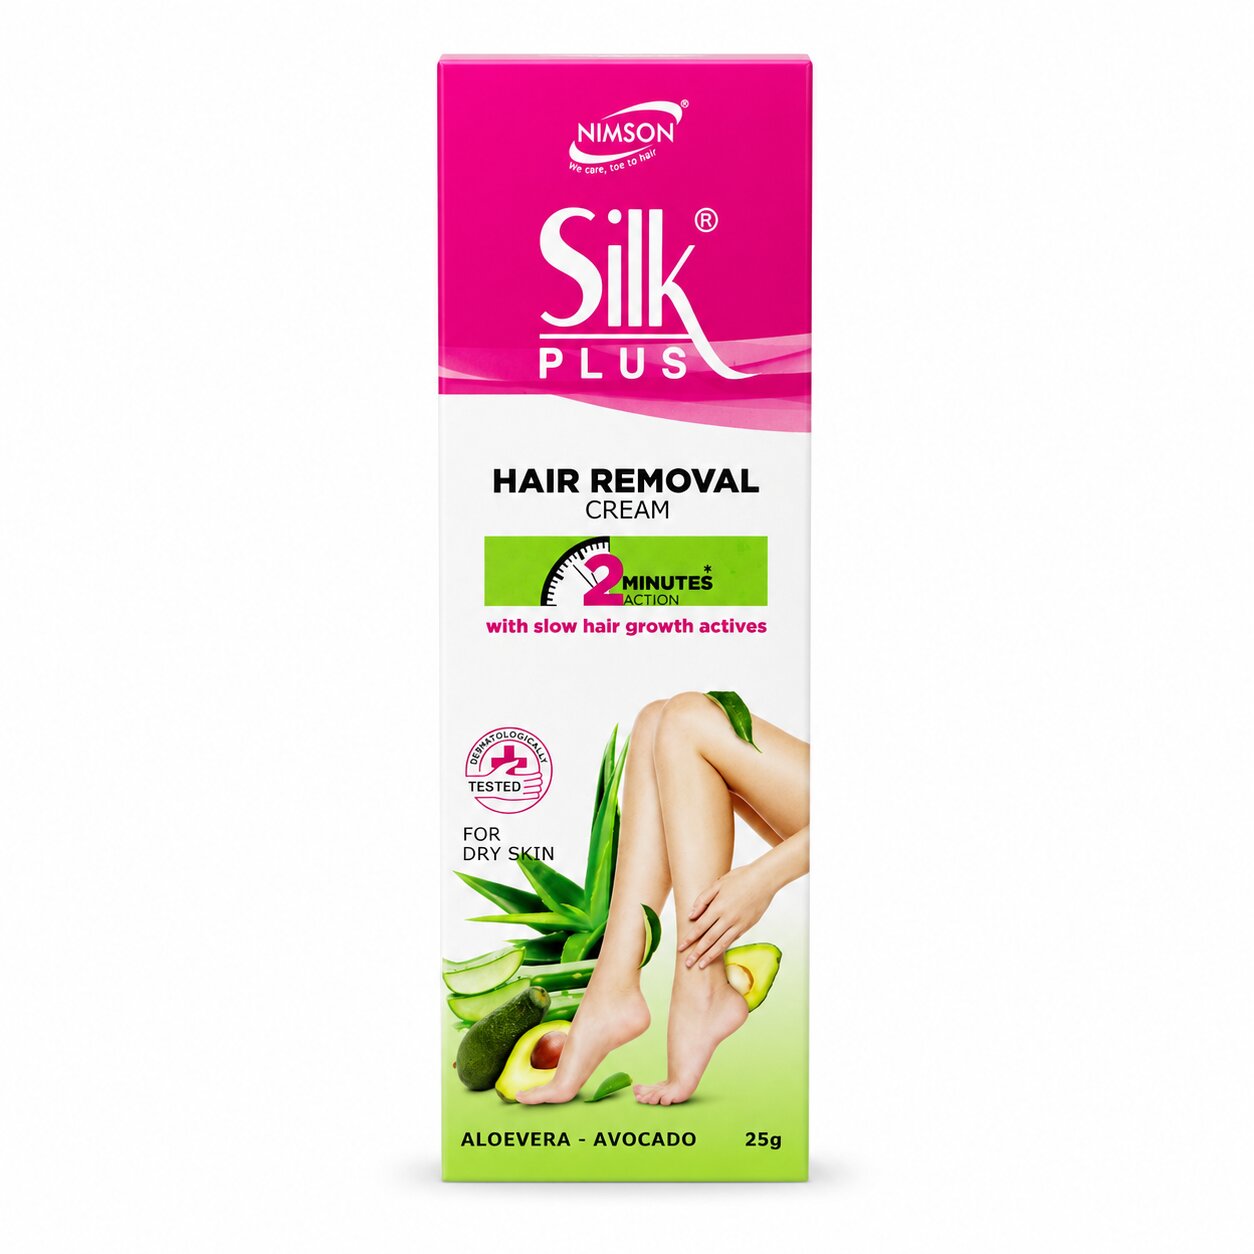 NIMSON®
We care, toe to hair
Silk®
PLUS
HAIR REMOVAL
CREAM
2 MINUTES*
ACTION
with slow hair growth actives
DERMATOLOGICALLY
TESTED
FOR
DRY SKIN
ALOEVERA - AVOCADO 25g